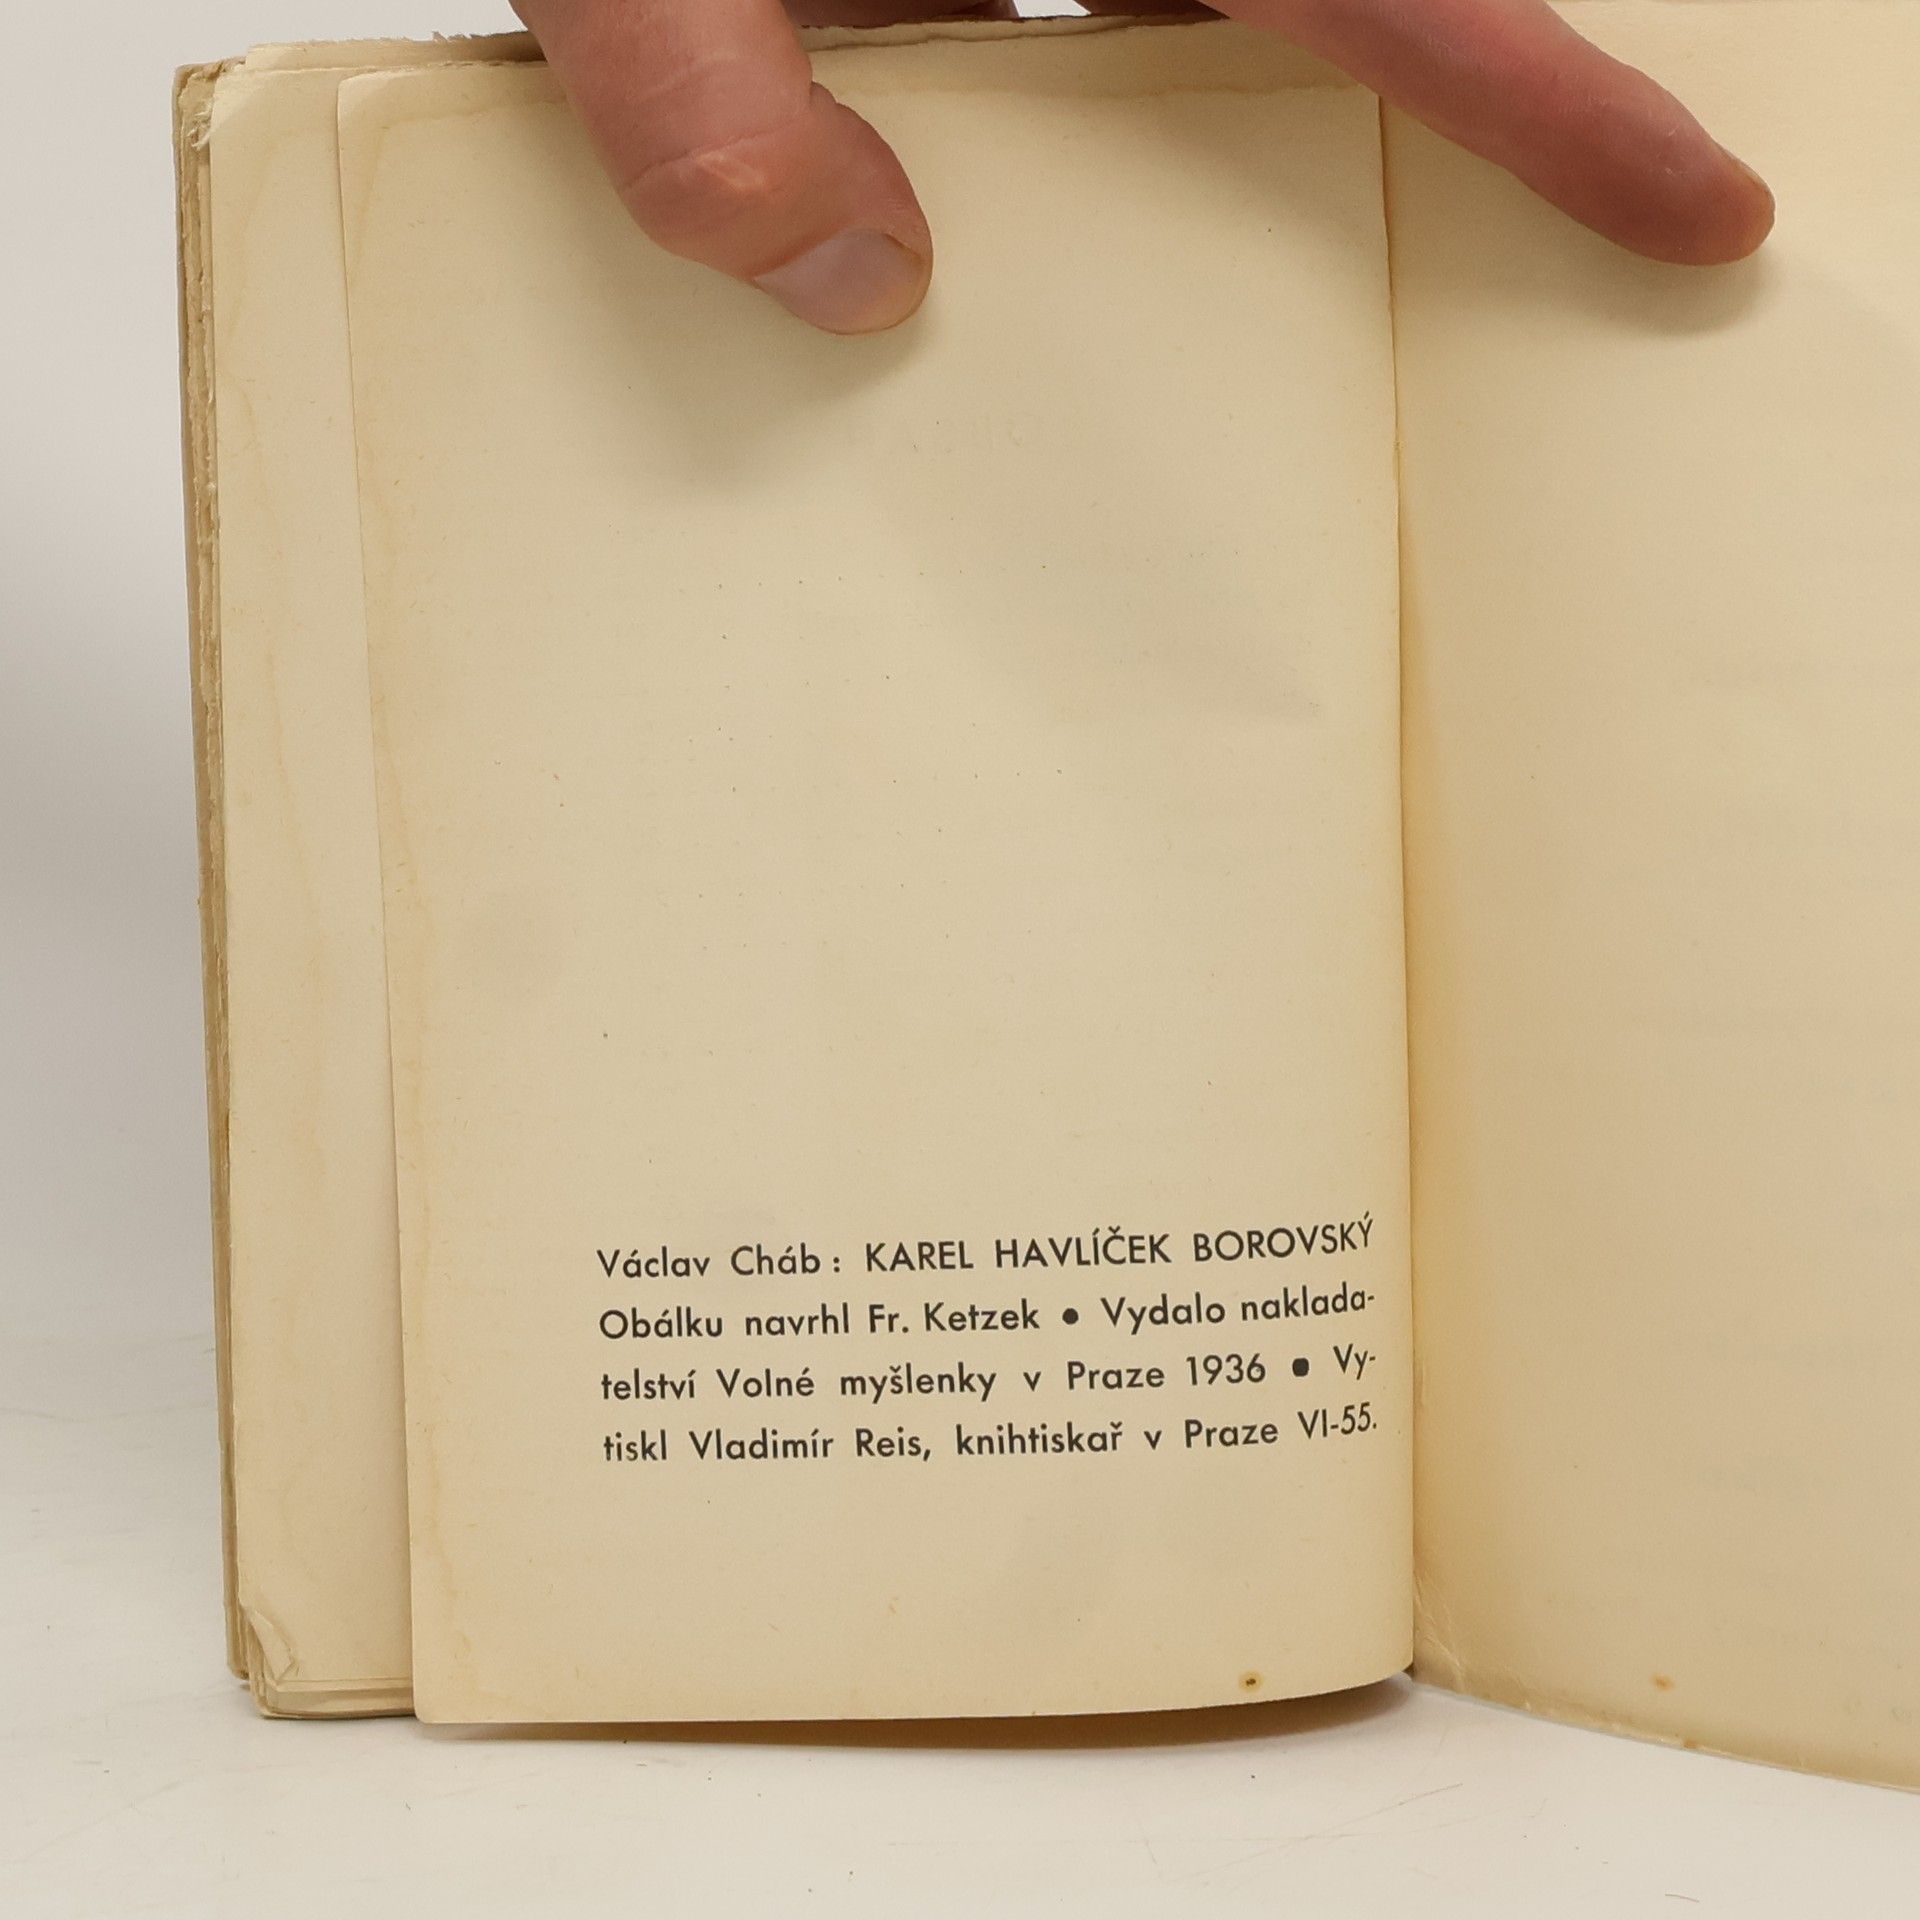 Václav Cháb: KAREL HAVLÍČEK BOROVSKÝ
Obálku navrhl Fr. Ketzek ● Vydalo naklada-
telství Volné myšlenky v Praze 1936 ● Vy-
tiskl Vladimír Reis, knihtiskař v Praze VI-55.